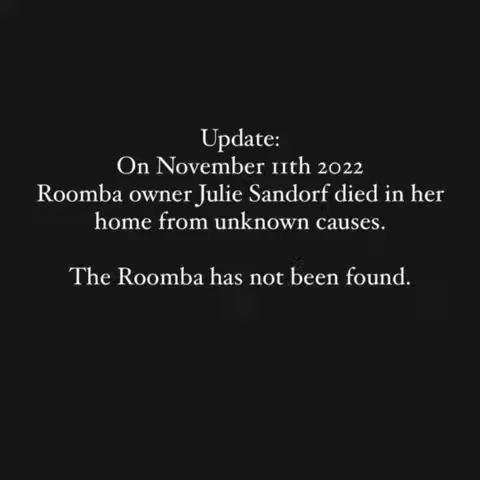 Update:
On November 11th 2022
Roomba owner Julie Sandorf died in her
home from unknown causes.
The Roomba has not been found.